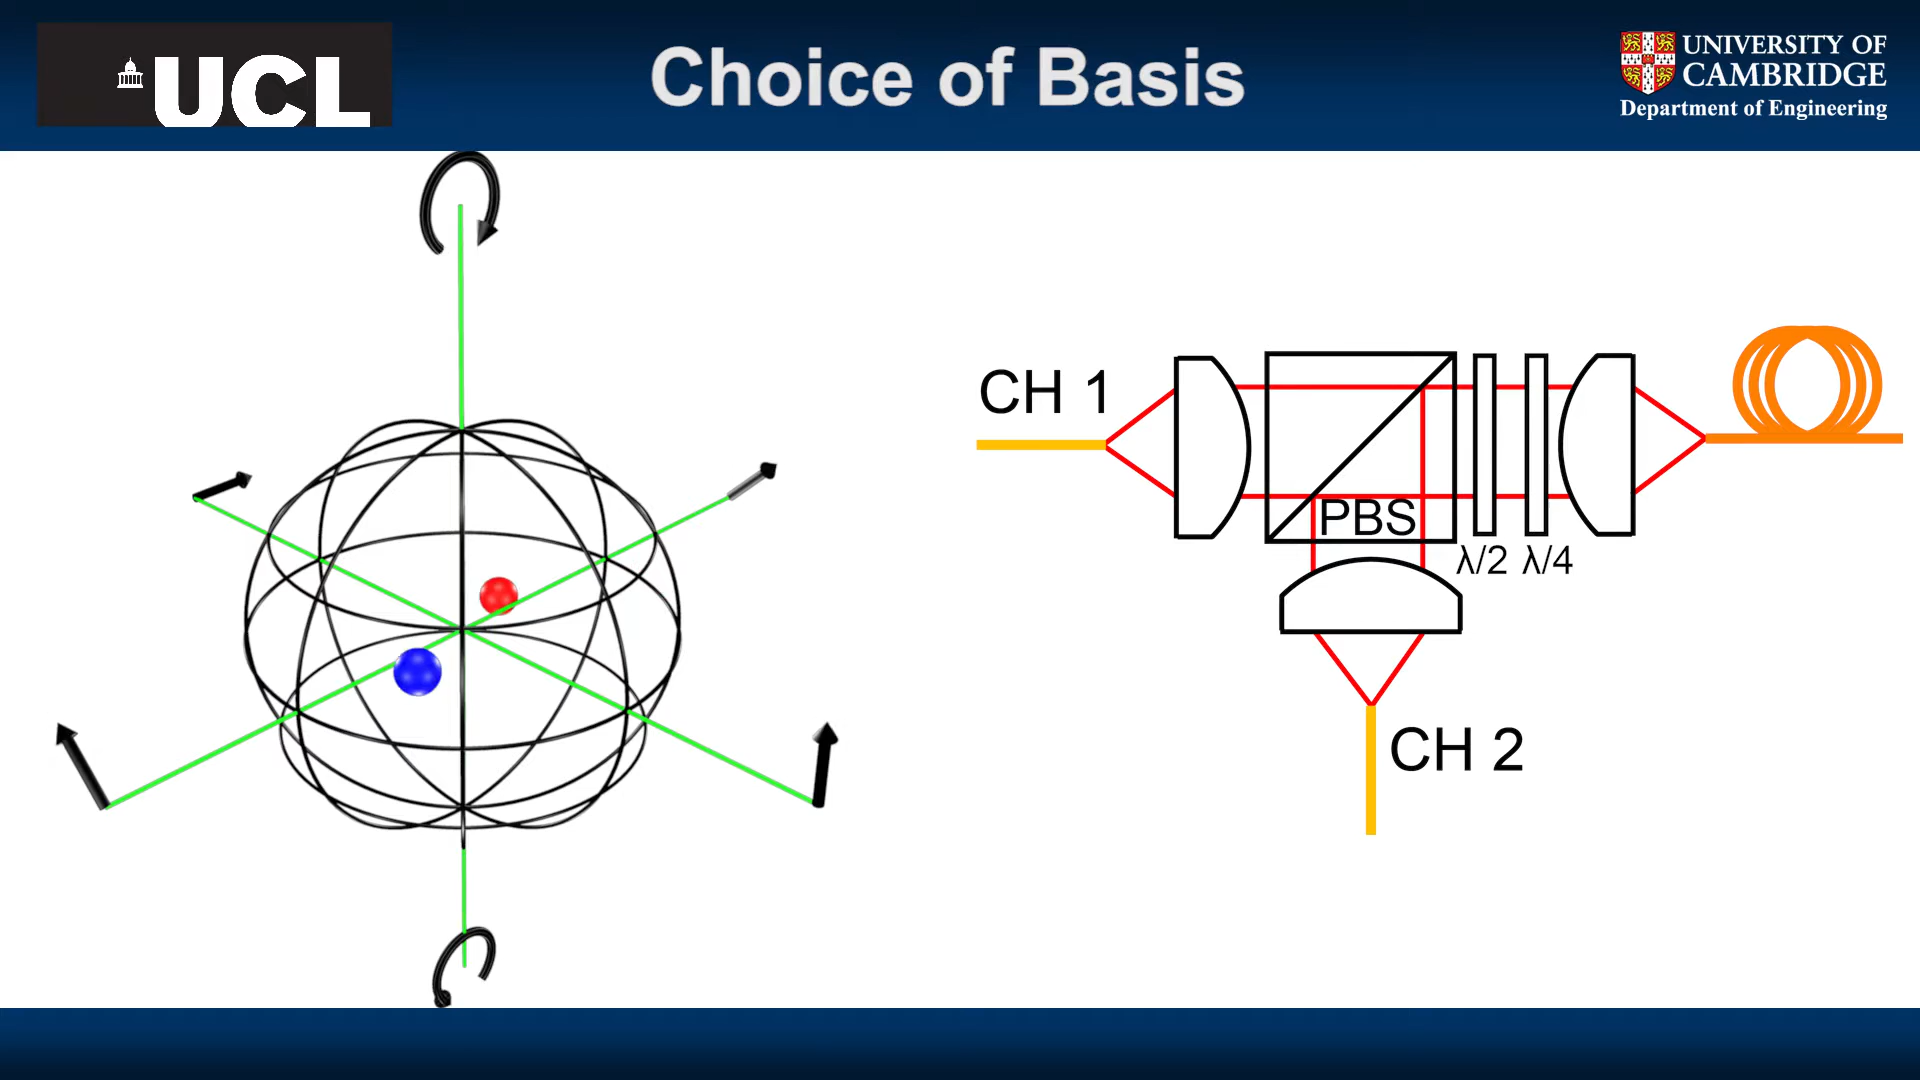 UCL
Choice of Basis
UNIVERSITY OF
CAMBRIDGE
Department of Engineering
CH 1
PBS
λ/2 λ/4
CH 2